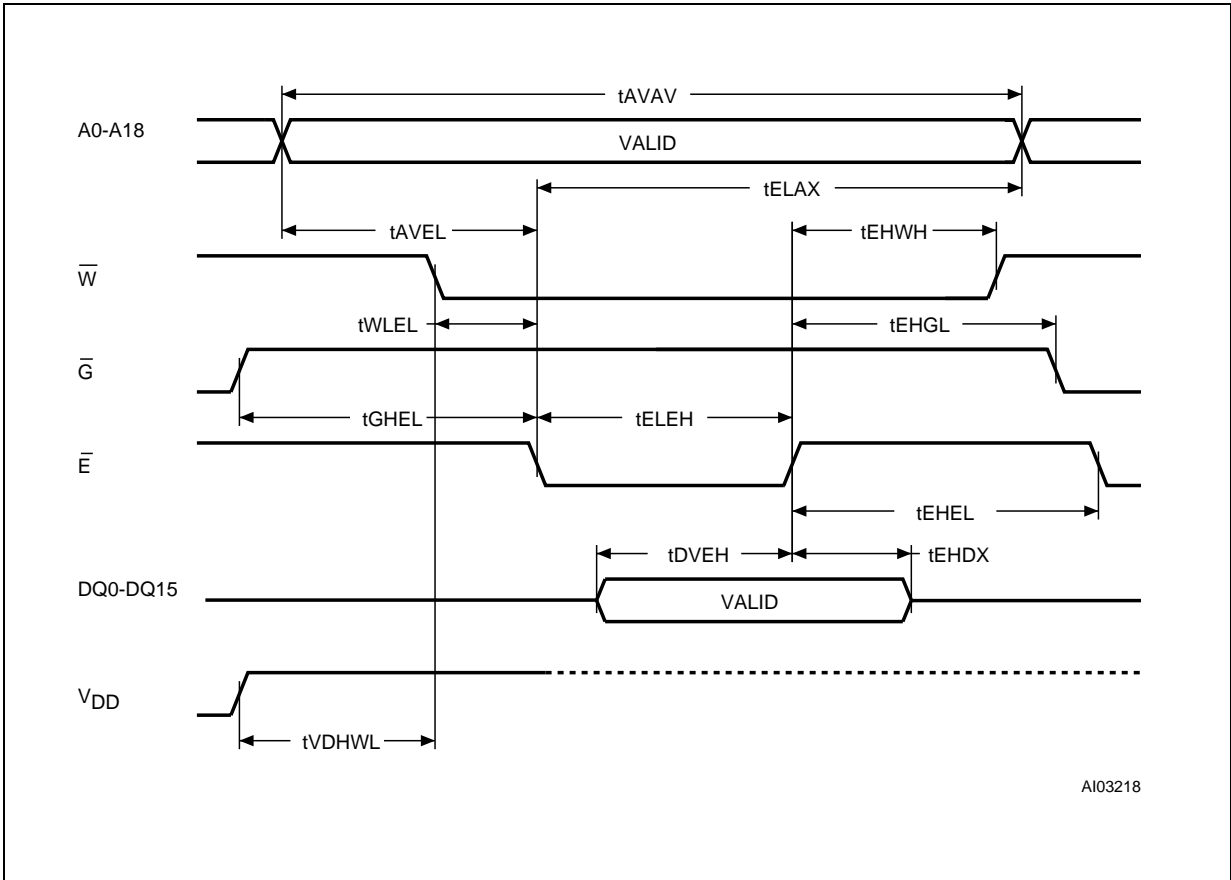 tAVAV
A0-A18
VALID
tELAX
tAVEL
tEHWH
W̅
tWLEL
tEHGL
G̅
tGHEL
tELEH
E̅
tEHEL
tDVEH
tEHDX
DQ0-DQ15
VALID
VDD
tVDHWL
AI03218